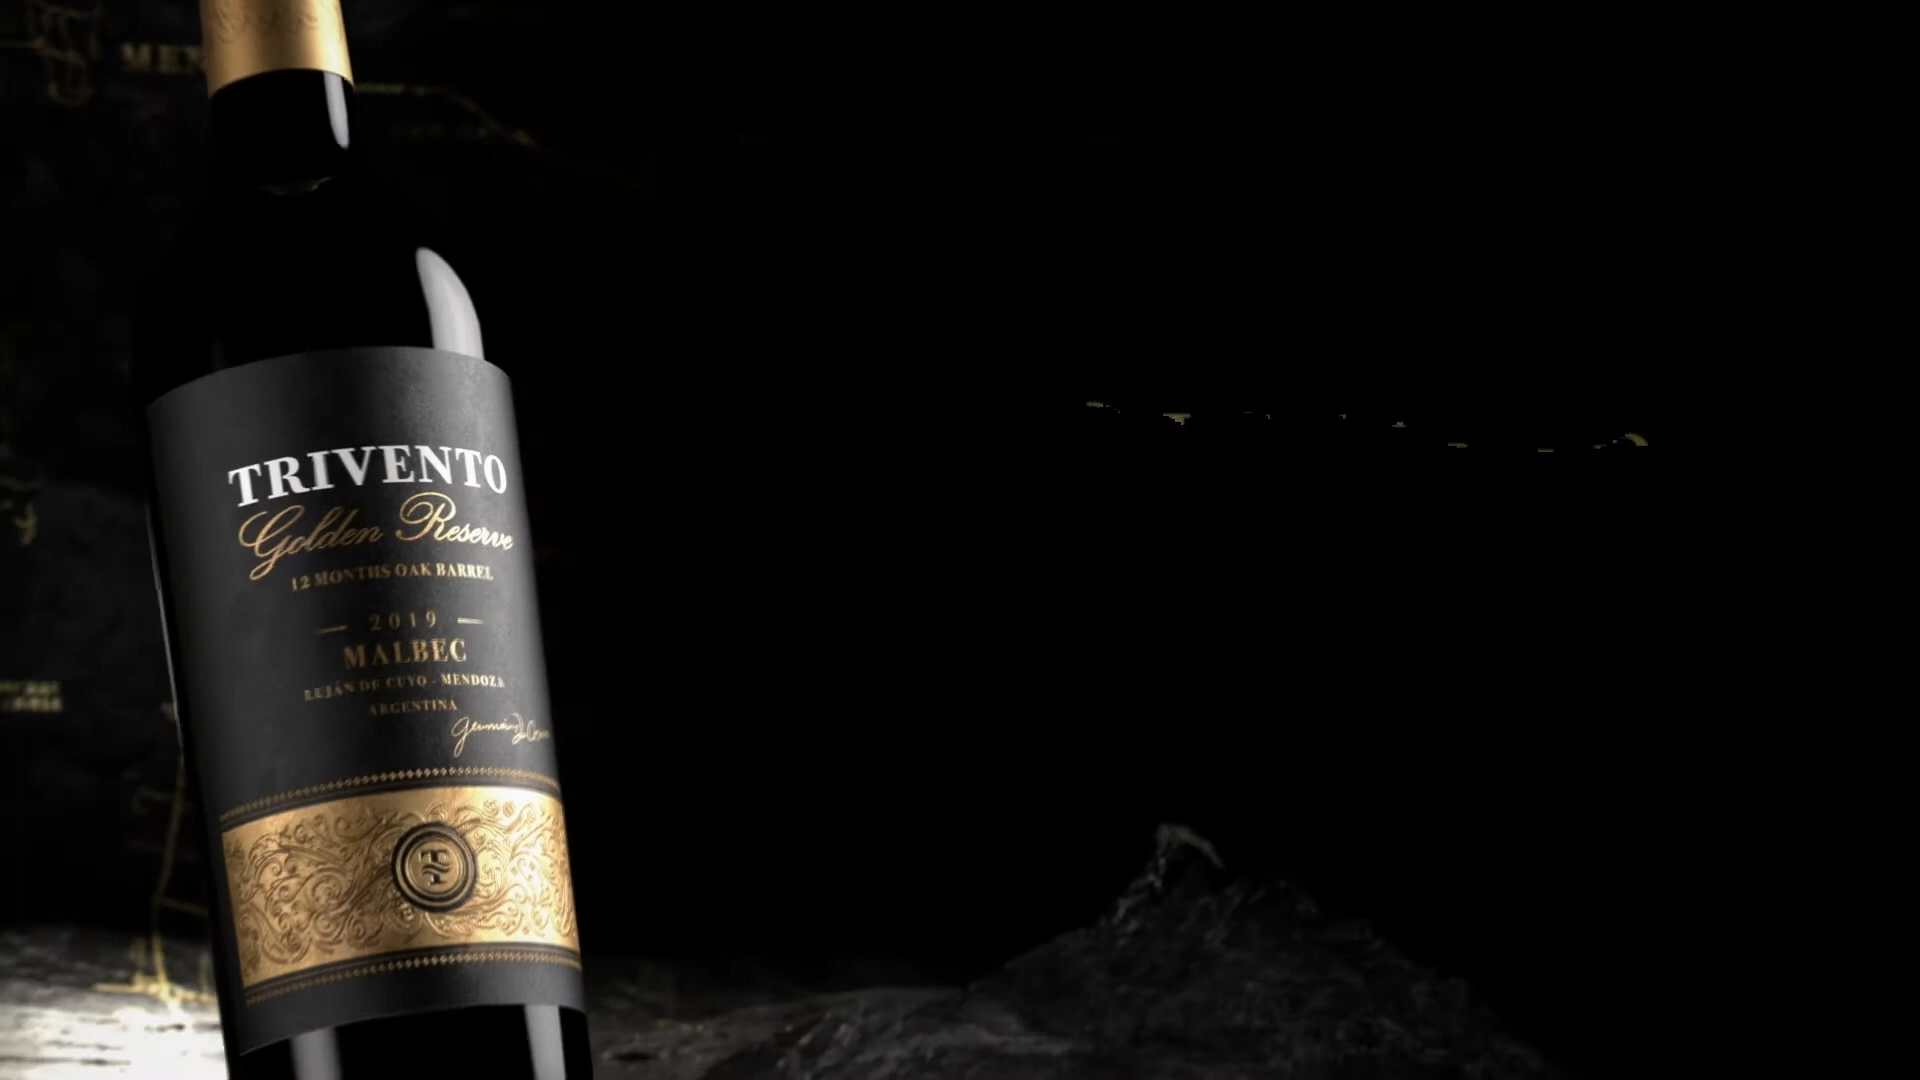 TRIVENTO
Golden Reserve
12 MONTHS OAK BARREL
2019
MALBEC
LUJÁN DE CUYO - MENDOZA
ARGENTINA